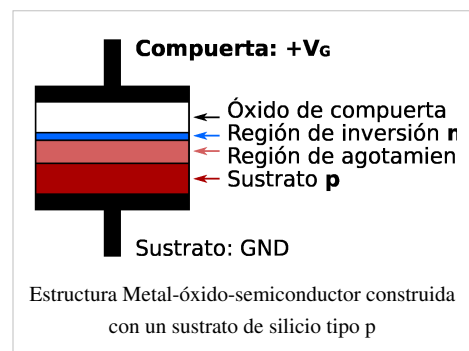 Compuerta: +VG
Óxido de compuerta
Región de inversión n
Región de agotamien
Sustrato p
Sustrato: GND
Estructura Metal-óxido-semiconductor construida
con un sustrato de silicio tipo p